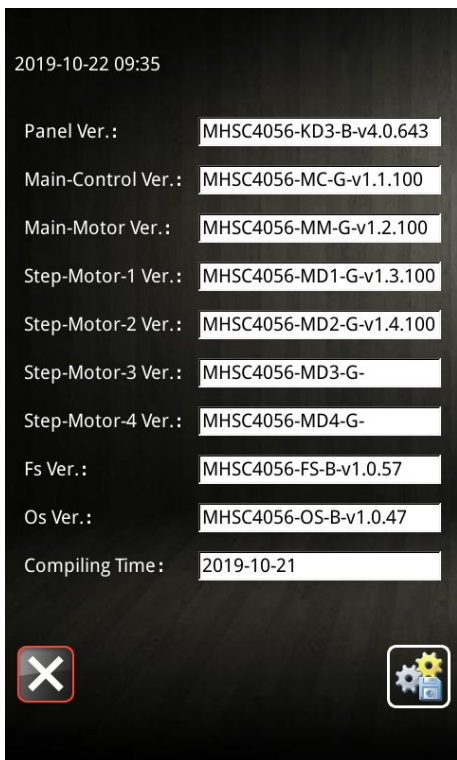 2019-10-22 09:35
Panel Ver.: MHSC4056-KD3-B-v4.0.643
Main-Control Ver.: MHSC4056-MC-G-v1.1.100
Main-Motor Ver.: MHSC4056-MM-G-v1.2.100
Step-Motor-1 Ver.: MHSC4056-MD1-G-v1.3.100
Step-Motor-2 Ver.: MHSC4056-MD2-G-v1.4.100
Step-Motor-3 Ver.: MHSC4056-MD3-G-
Step-Motor-4 Ver.: MHSC4056-MD4-G-
Fs Ver.: MHSC4056-FS-B-v1.0.57
Os Ver.: MHSC4056-OS-B-v1.0.47
Compiling Time: 2019-10-21